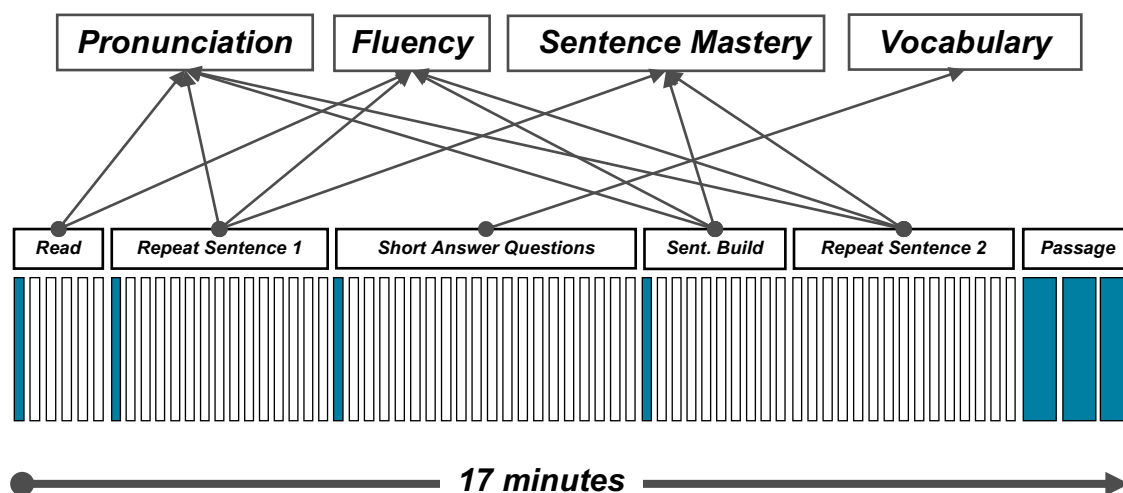 Pronunciation
Fluency
Sentence Mastery
Vocabulary
Read
Repeat Sentence 1
Short Answer Questions
Sent. Build
Repeat Sentence 2
Passage
17 minutes